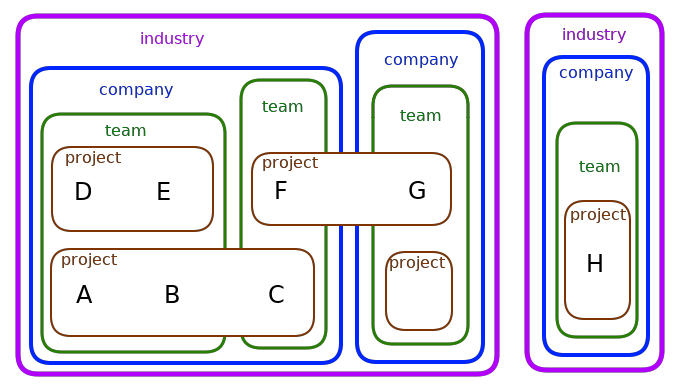 industry
company
team
project
D E
project
A B C
team
project
F G
company
team
project
industry
company
team
project
H